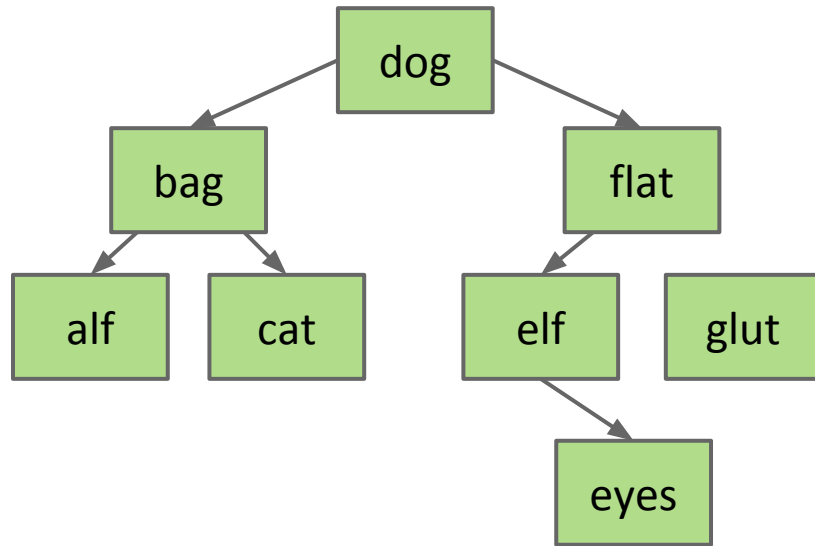 dog
bag
flat
alf
cat
elf
glut
eyes